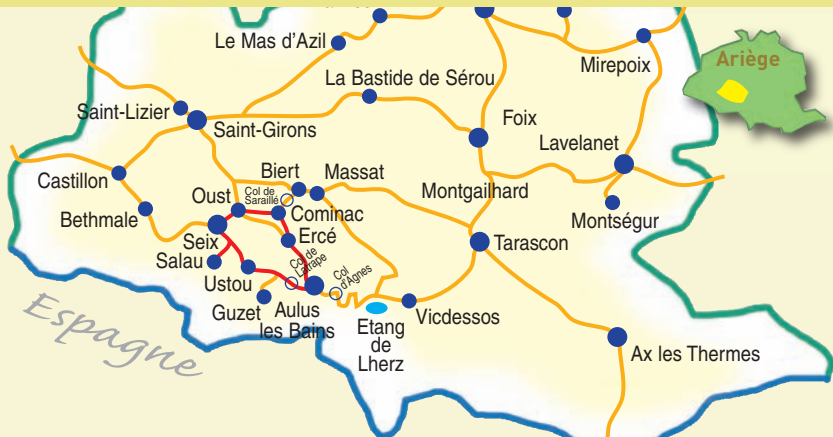 Le Mas d'Azil
Mirepoix
Ariège
La Bastide de Sérou
Saint-Lizier
Saint-Girons
Foix
Lavelanet
Castillon
Biert
Massat
Oust
Col de
Saraillé
Montgailhard
Bethmale
Cominac
Montségur
Seix
Ercé
Tarascon
Salau
Col de
Latrape
Col
d'Agnes
Ustou
Guzet
Aulus
les Bains
Vicdessos
Etang
de
Lherz
Espagne
Ax les Thermes